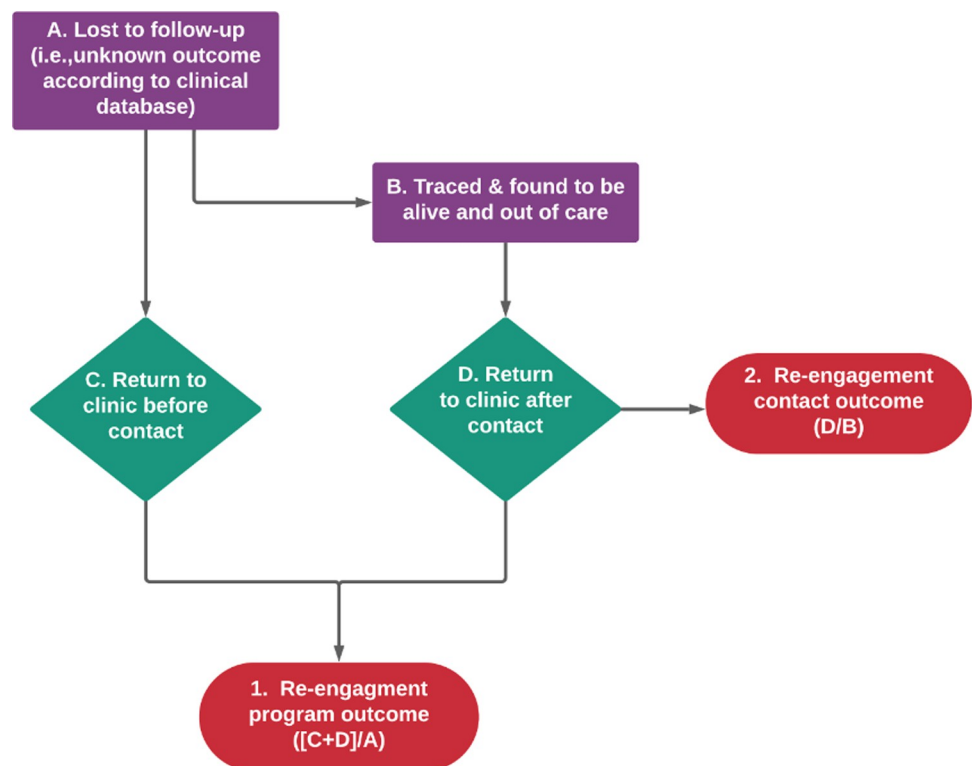 A. Lost to follow-up
(i.e.,unknown outcome
according to clinical
database)
B. Traced & found to be
alive and out of care
C. Return to
clinic before
contact
D. Return
to clinic after
contact
2. Re-engagement
contact outcome
(D/B)
1. Re-engagment
program outcome
([C+D]/A)